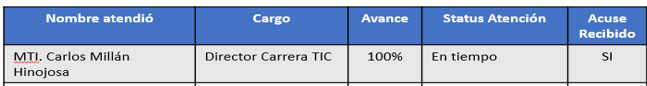 Nombre atendió Cargo Avance Status Atención Acuse
Recibido
MTI. Carlos Millán Director Carrera TIC 100% En tiempo SI
Hinojosa